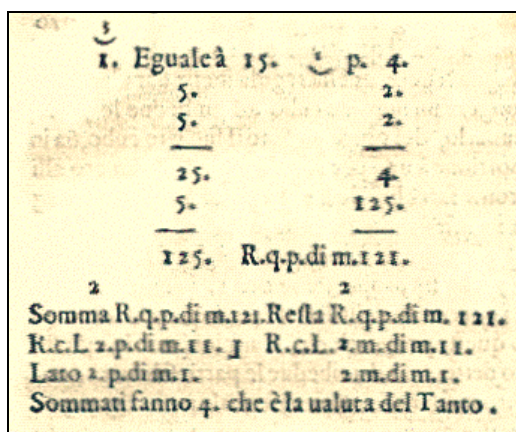 3
1. Eguale à 15. 1 p. 4.
5. 2.
5. 2.
25. 4
5. 125.
125. R.q.p.di m.121.
2 2
Somma R.q.p.di m.121.Resta R.q.p.di m. 121.
R.c.L 2.p.di m.11.⌋ R.c.L.2.m.di m.11.
Lato 2.p.di m.1. 2.m.di m.1.
Sommati fanno 4. che è la ualuta del Tanto .